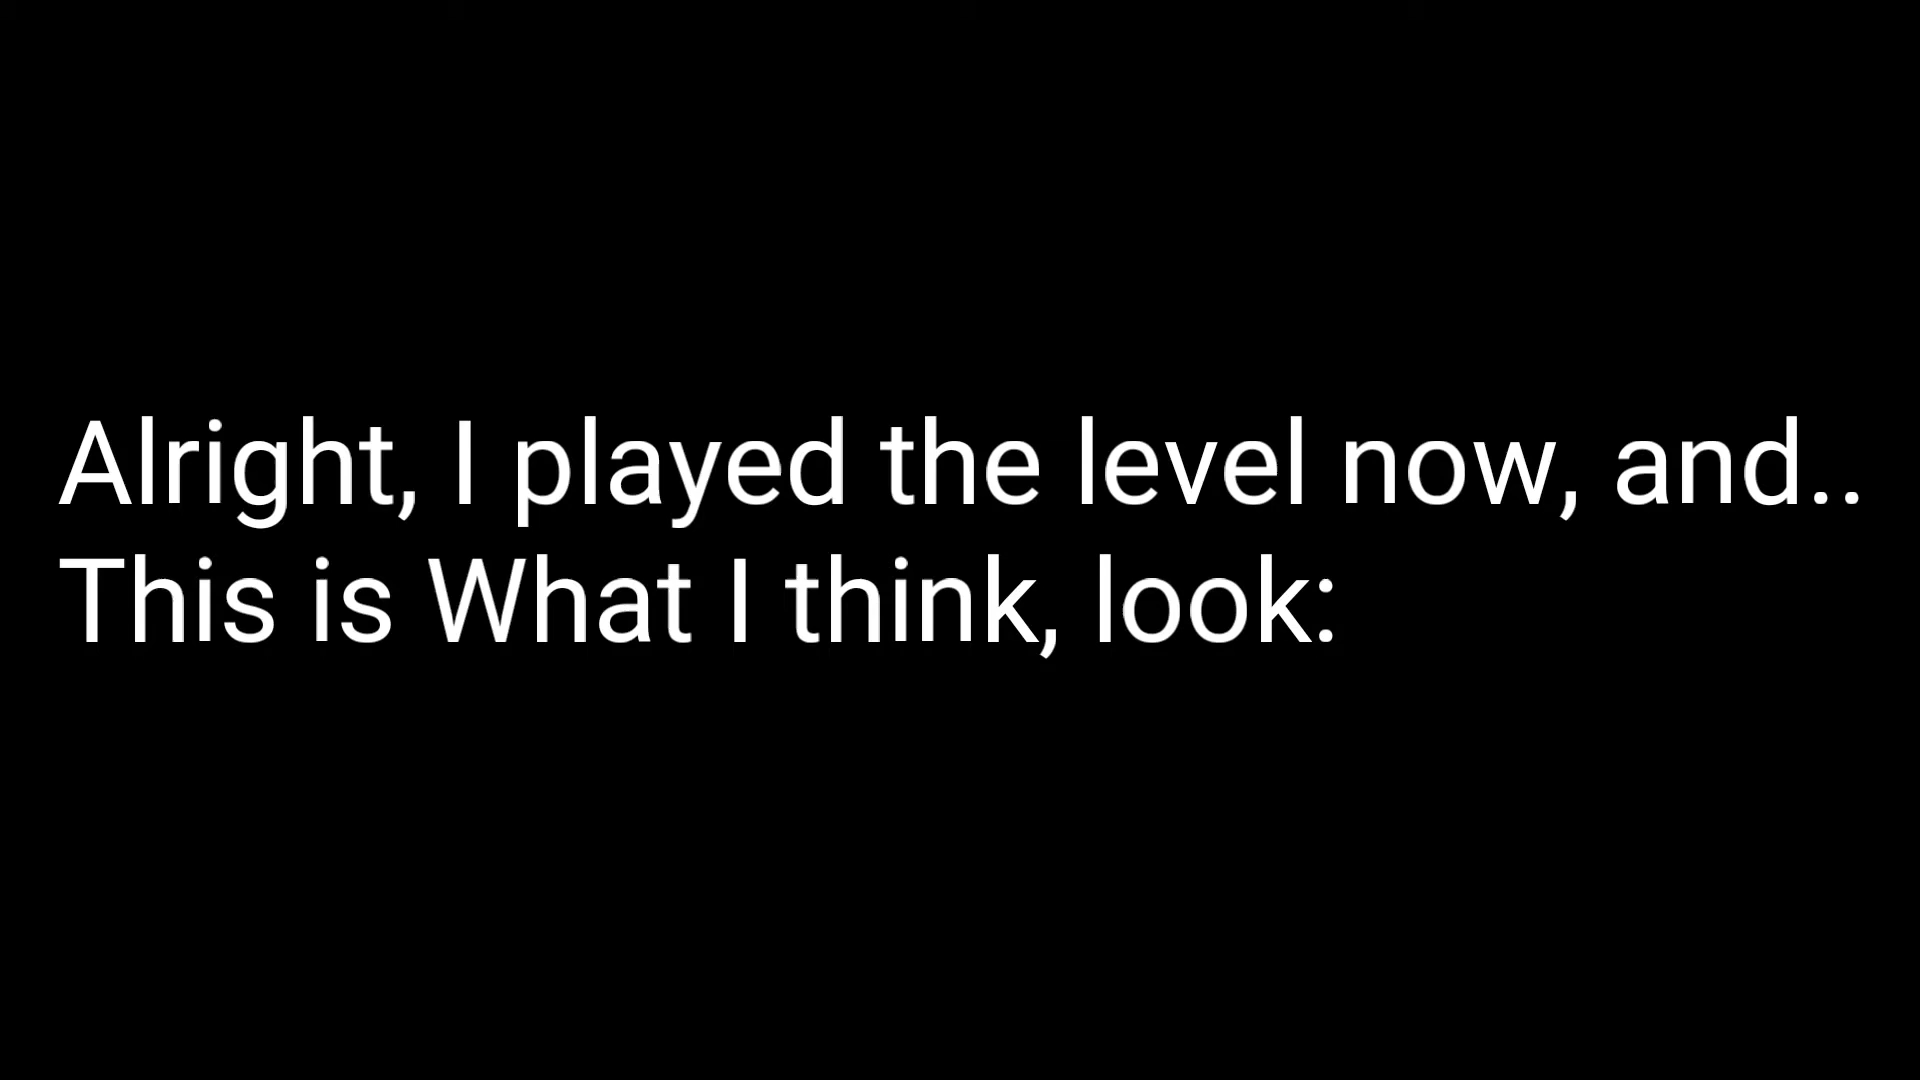 Alright, I played the level now, and..
This is What I think, look: